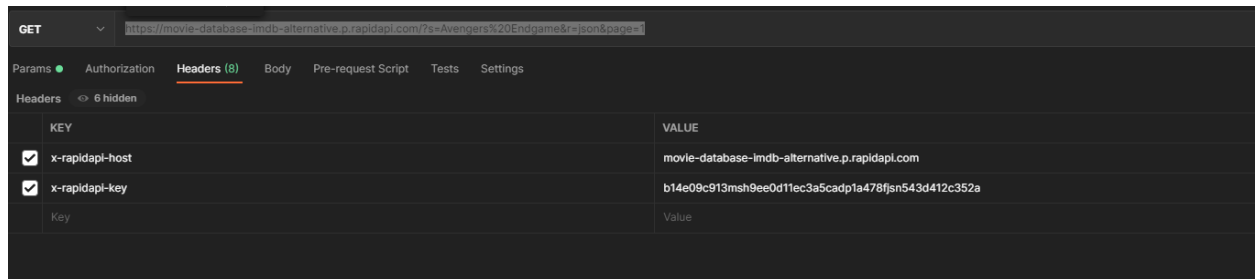 GET https://movie-database-imdb-alternative.p.rapidapi.com/?s=Avengers%20Endgame&r=json&page=1
Params Authorization Headers (8) Body Pre-request Script Tests Settings
Headers 6 hidden
KEY VALUE
x-rapidapi-host movie-database-imdb-alternative.p.rapidapi.com
x-rapidapi-key b14e09c913msh9ee0d11ec3a5cadp1a478fjsn543d412c352a
Key Value